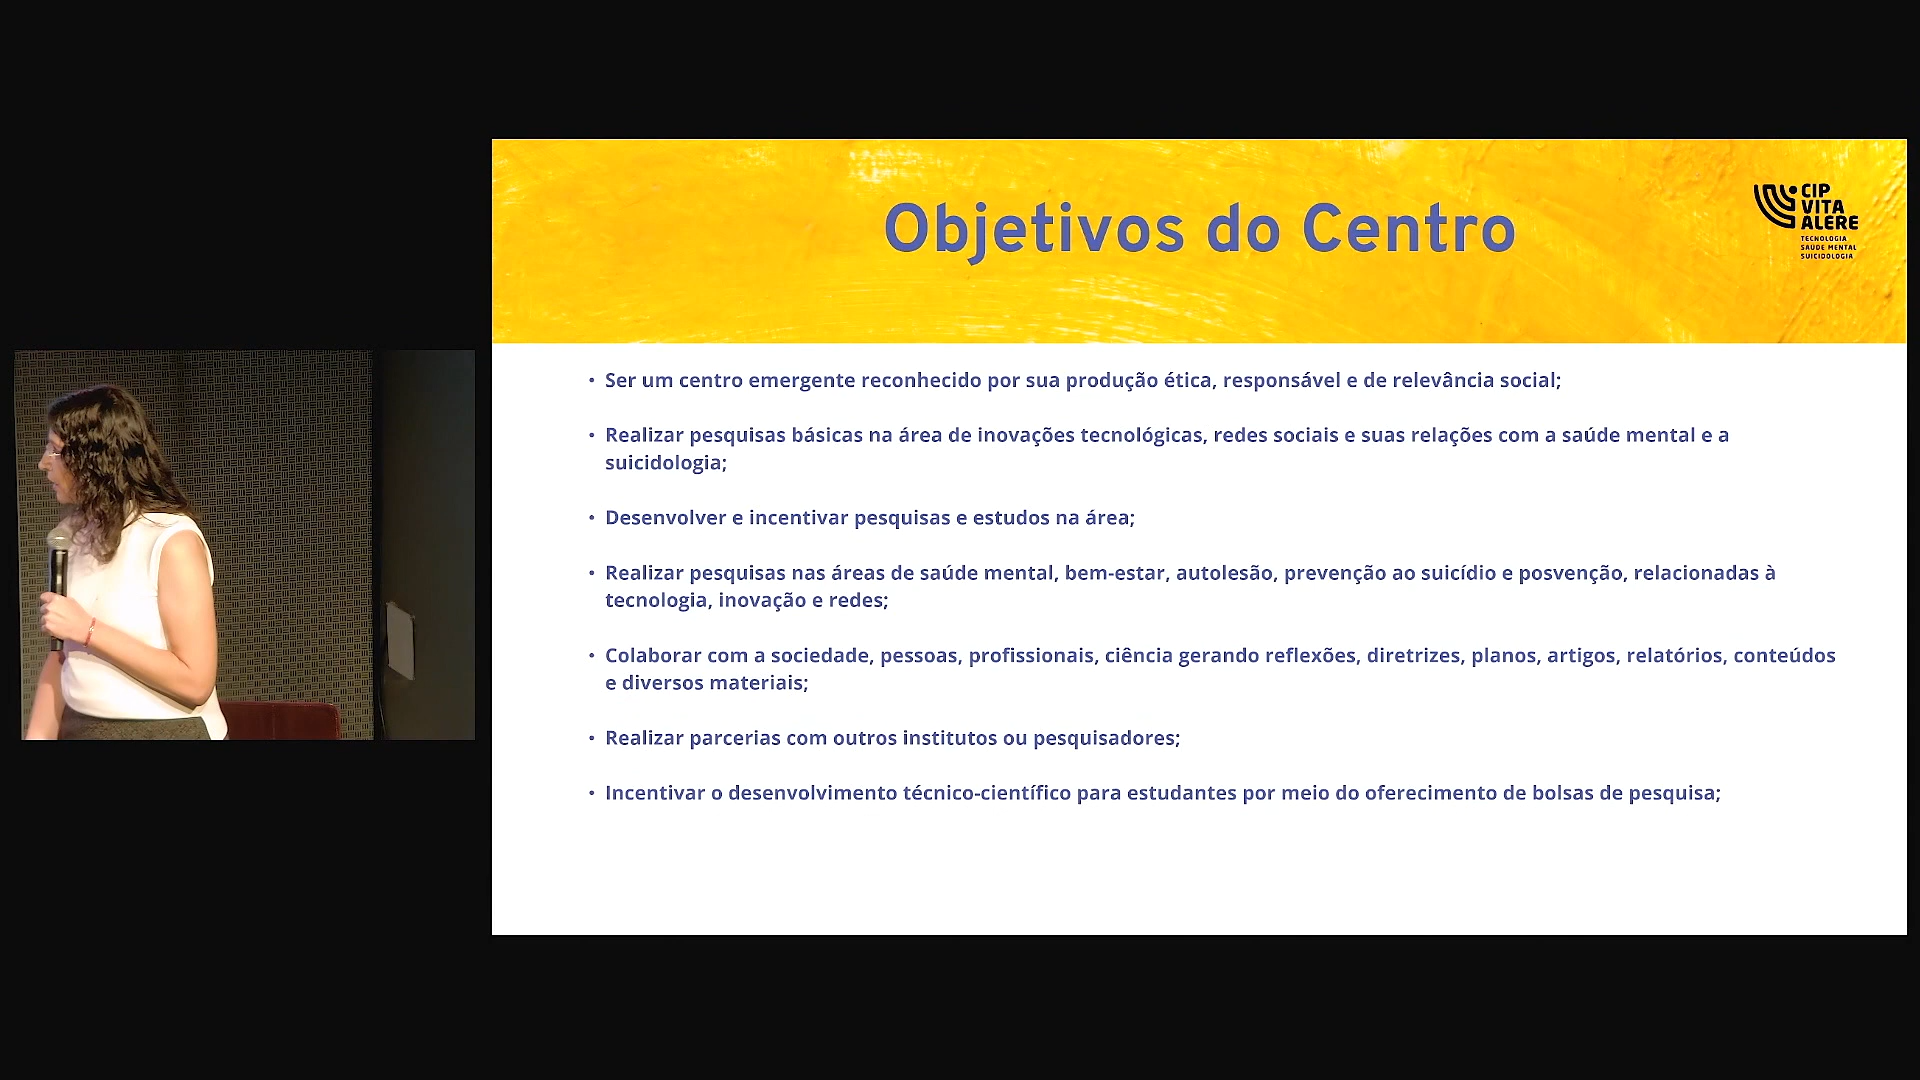 Objetivos do Centro
CIP
VITA
ALERE
TECNOLOGIA
SAÚDE MENTAL
SUICIDOLOGIA
• Ser um centro emergente reconhecido por sua produção ética, responsável e de relevância social;
• Realizar pesquisas básicas na área de inovações tecnológicas, redes sociais e suas relações com a saúde mental e a
suicidologia;
• Desenvolver e incentivar pesquisas e estudos na área;
• Realizar pesquisas nas áreas de saúde mental, bem-estar, autolesão, prevenção ao suicídio e posvenção, relacionadas à
tecnologia, inovação e redes;
• Colaborar com a sociedade, pessoas, profissionais, ciência gerando reflexões, diretrizes, planos, artigos, relatórios, conteúdos
e diversos materiais;
• Realizar parcerias com outros institutos ou pesquisadores;
• Incentivar o desenvolvimento técnico-científico para estudantes por meio do oferecimento de bolsas de pesquisa;